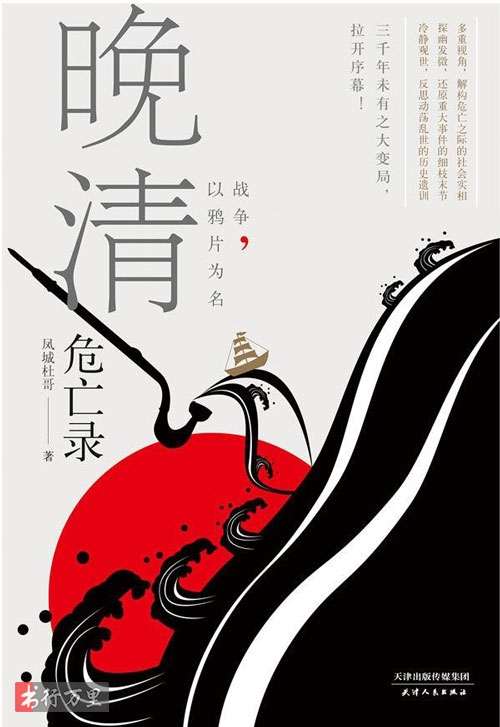 晚清
危亡录
凤城杜哥 著
战争，
以鸦片为名
三千年未有之大变局，
拉开序幕！
多重视角，解构危亡之际的社会实相
探幽发微，还原重大事件的细枝末节
冷静观世，反思动荡乱世的历史遗训
天津出版传媒集团
天津人民出版社
书行万里